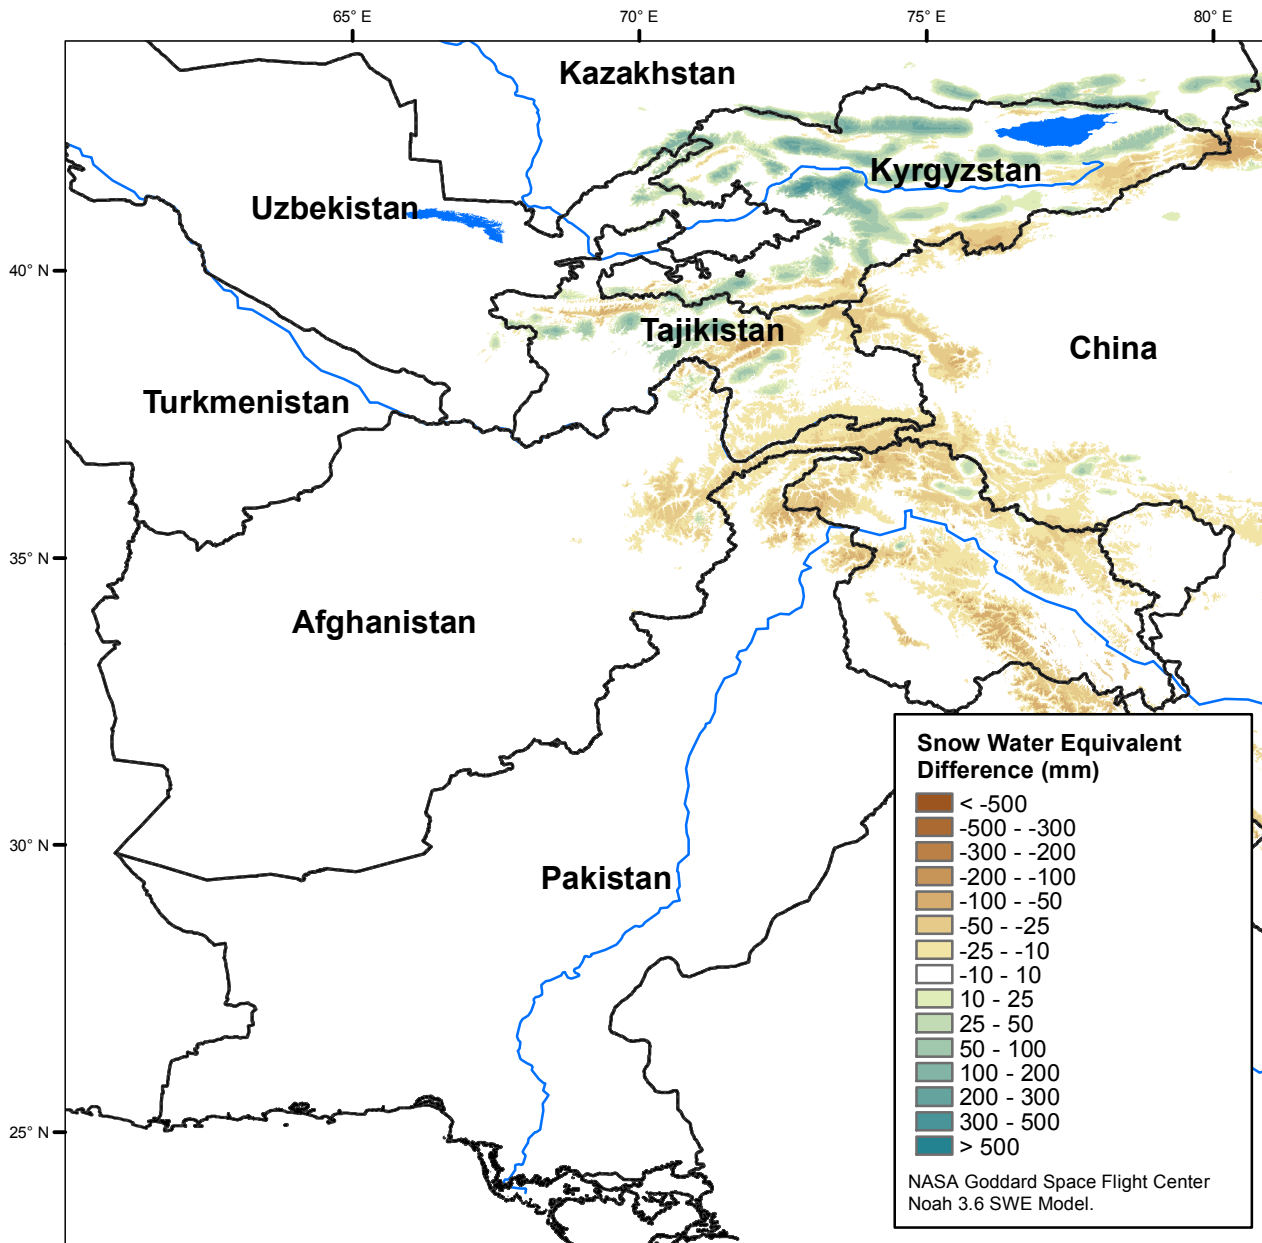 65° E
70° E
75° E
80° E
Kazakhstan
Kyrgyzstan
Uzbekistan
40° N
Tajikistan
China
Turkmenistan
35° N
Afghanistan
Snow Water Equivalent
Difference (mm)
< -500
-500 - -300
-300 - -200
-200 - -100
-100 - -50
-50 - -25
-25 - -10
-10 - 10
10 - 25
25 - 50
50 - 100
100 - 200
200 - 300
300 - 500
> 500
NASA Goddard Space Flight Center
Noah 3.6 SWE Model.
30° N
Pakistan
25° N